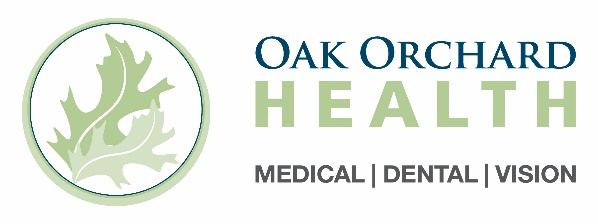 OAK ORCHARD
HEALTH
MEDICAL | DENTAL | VISION